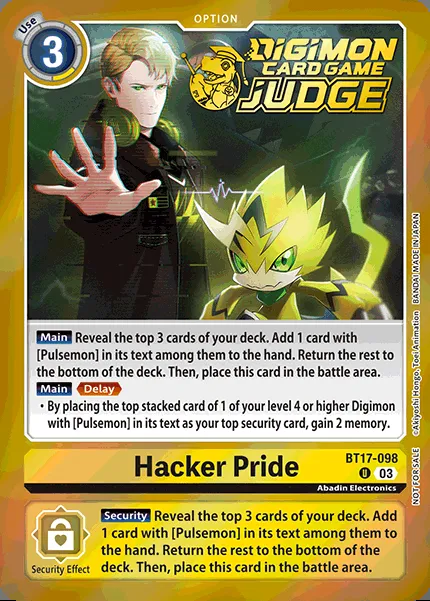 OPTION
Use
3
DIGIMON
CARD GAME
JUDGE
Main Reveal the top 3 cards of your deck. Add 1 card with
[Pulsemon] in its text among them to the hand. Return the rest to
the bottom of the deck. Then, place this card in the battle area.
Main Delay
・By placing the top stacked card of 1 of your level 4 or higher Digimon
with [Pulsemon] in its text as your top security card, gain 2 memory.
Hacker Pride
BT17-098
U 03
Abadin Electronics
Security Reveal the top 3 cards of your deck. Add
1 card with [Pulsemon] in its text among them to
the hand. Return the rest to the bottom of the
deck. Then, place this card in the battle area.
Security Effect
NOT FOR SALE ©Akiyoshi Hongo, Toei Animation BANDAI MADE IN JAPAN